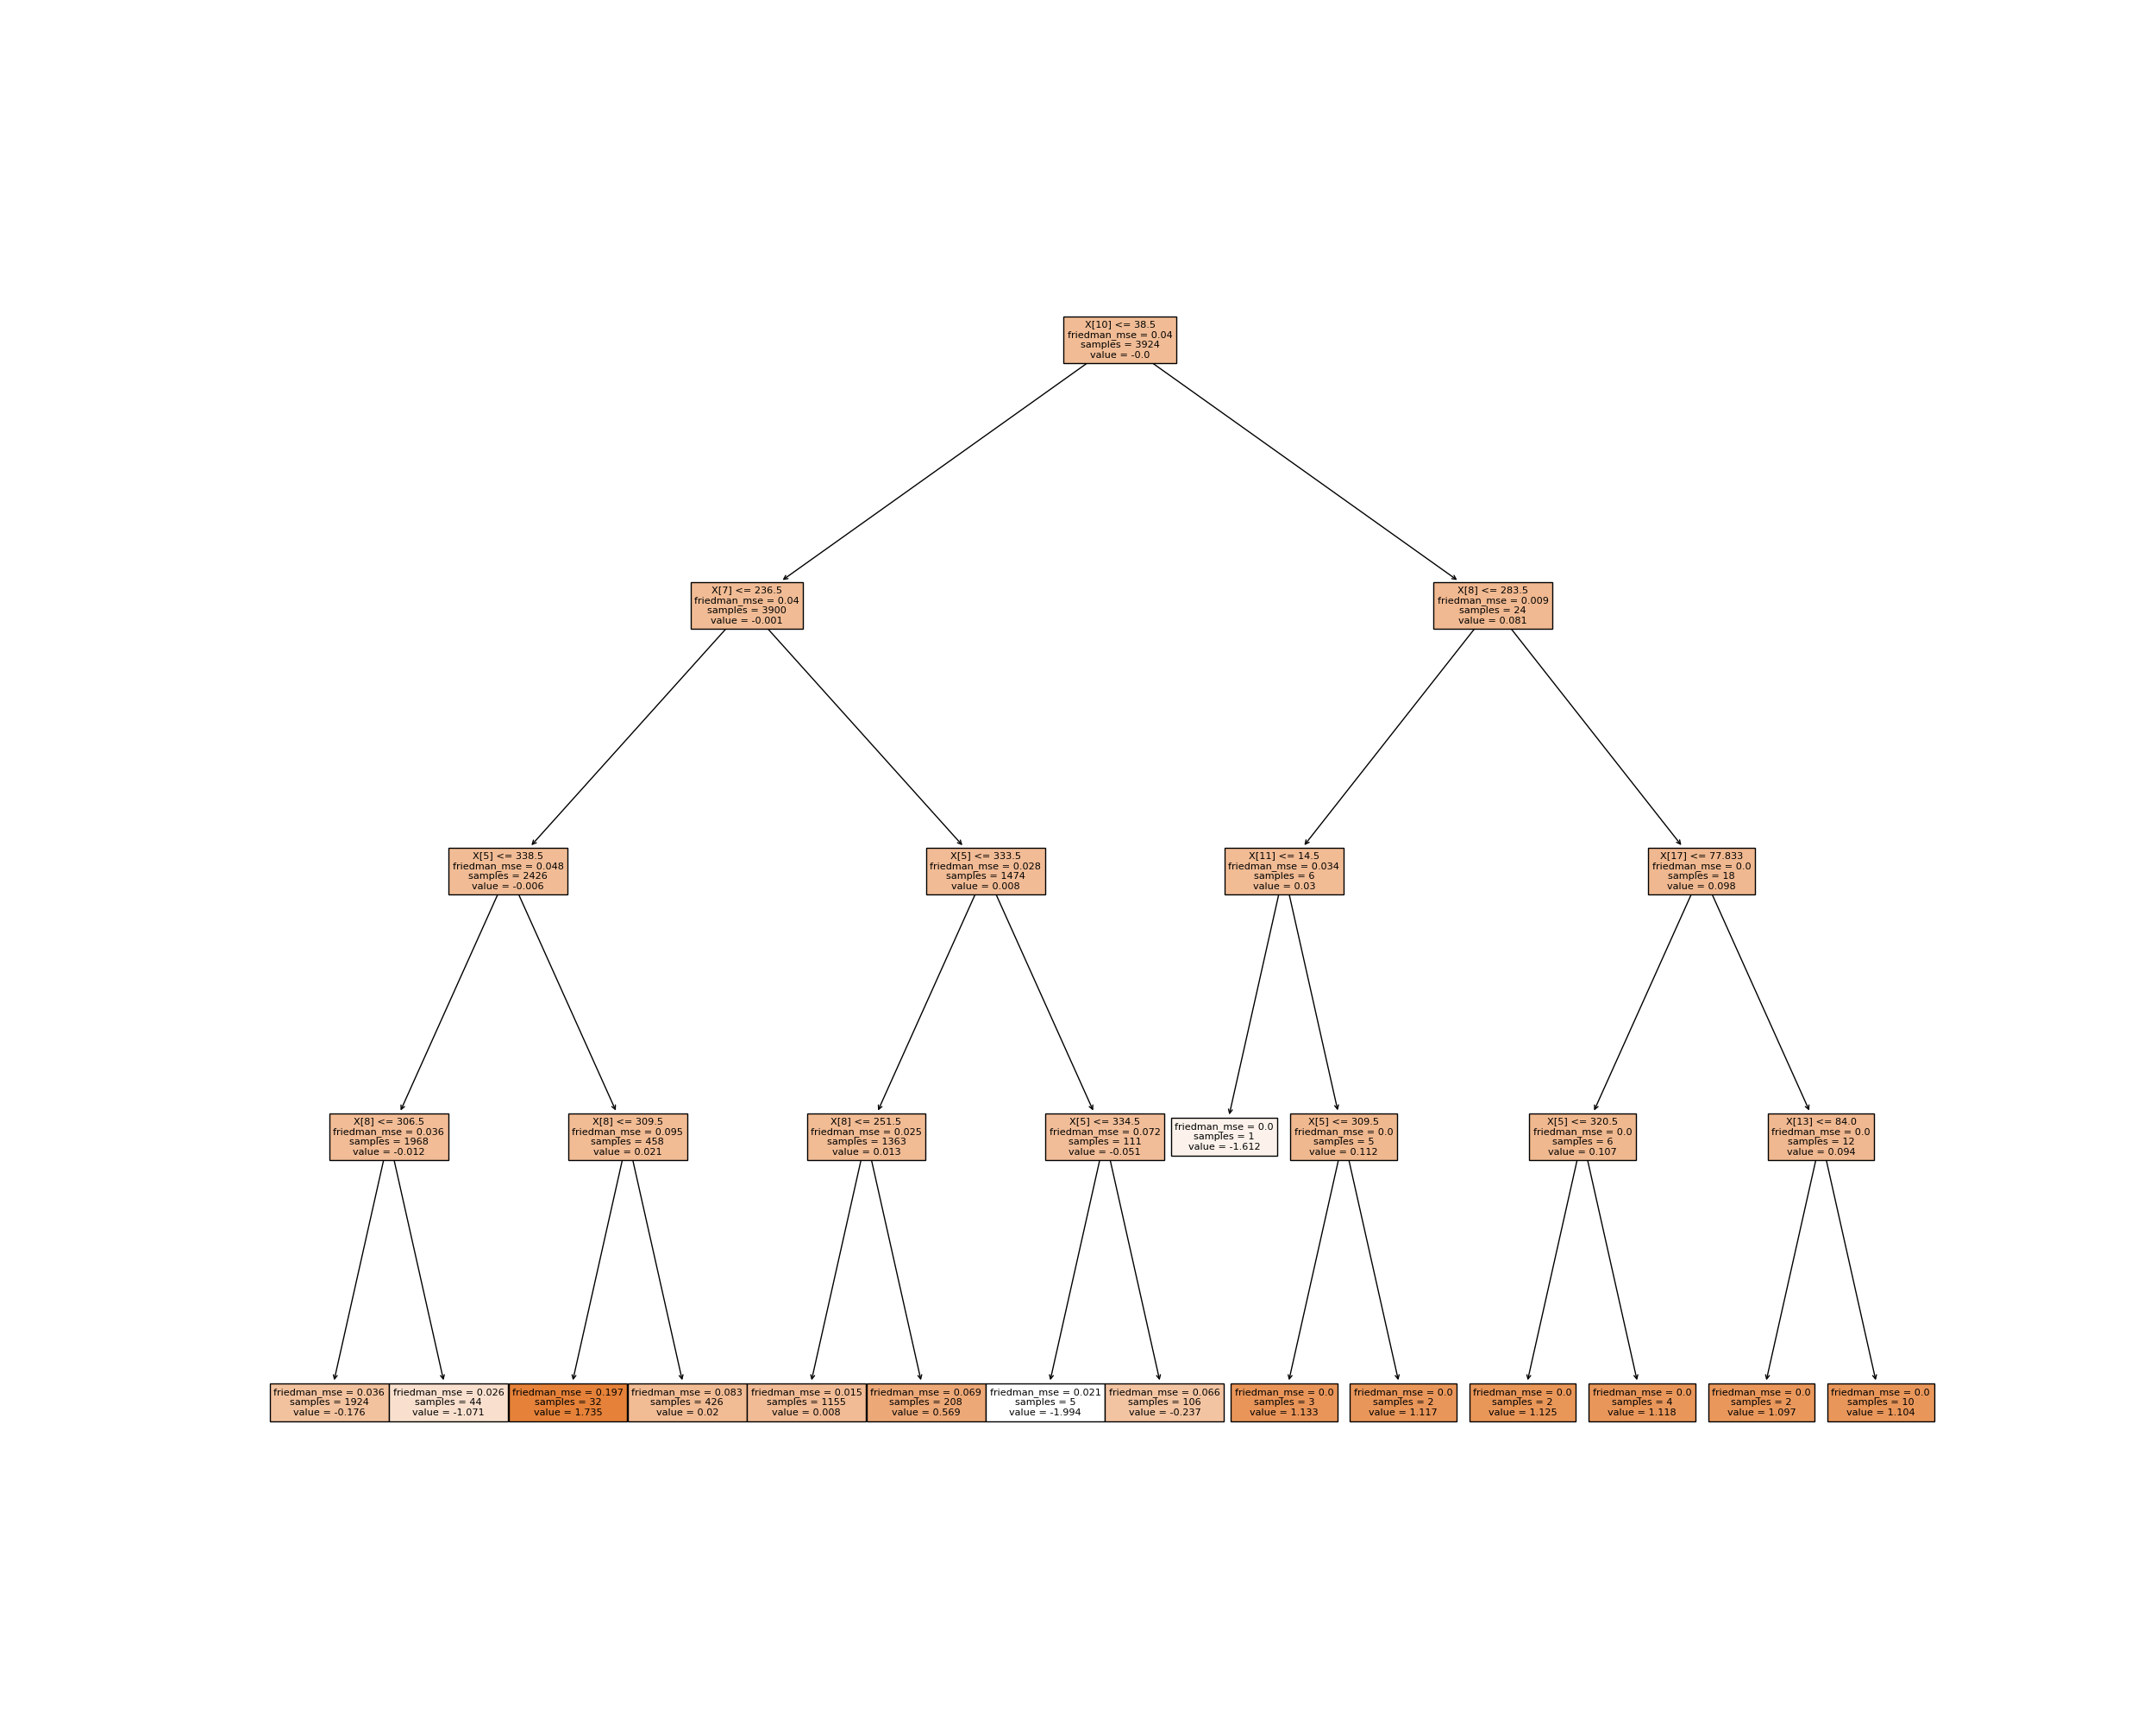 X[10] <= 38.5
friedman_mse = 0.04
samples = 3924
value = -0.0
X[7] <= 236.5
friedman_mse = 0.04
samples = 3900
value = -0.001
X[8] <= 283.5
friedman_mse = 0.009
samples = 24
value = 0.081
X[5] <= 338.5
friedman_mse = 0.048
samples = 2426
value = -0.006
X[5] <= 333.5
friedman_mse = 0.028
samples = 1474
value = 0.008
X[11] <= 14.5
friedman_mse = 0.034
samples = 6
value = 0.03
X[17] <= 77.833
friedman_mse = 0.0
samples = 18
value = 0.098
X[8] <= 306.5
friedman_mse = 0.036
samples = 1968
value = -0.012
X[8] <= 309.5
friedman_mse = 0.095
samples = 458
value = 0.021
X[8] <= 251.5
friedman_mse = 0.025
samples = 1363
value = 0.013
X[5] <= 334.5
friedman_mse = 0.072
samples = 111
value = -0.051
friedman_mse = 0.0
samples = 1
value = -1.612
X[5] <= 309.5
friedman_mse = 0.0
samples = 5
value = 0.112
X[5] <= 320.5
friedman_mse = 0.0
samples = 6
value = 0.107
X[13] <= 84.0
friedman_mse = 0.0
samples = 12
value = 0.094
friedman_mse = 0.036
samples = 1924
value = -0.176
friedman_mse = 0.026
samples = 44
value = -1.071
friedman_mse = 0.197
samples = 32
value = 1.735
friedman_mse = 0.083
samples = 426
value = 0.02
friedman_mse = 0.015
samples = 1155
value = 0.008
friedman_mse = 0.069
samples = 208
value = 0.569
friedman_mse = 0.021
samples = 5
value = -1.994
friedman_mse = 0.066
samples = 106
value = -0.237
friedman_mse = 0.0
samples = 3
value = 1.133
friedman_mse = 0.0
samples = 2
value = 1.117
friedman_mse = 0.0
samples = 2
value = 1.125
friedman_mse = 0.0
samples = 4
value = 1.118
friedman_mse = 0.0
samples = 2
value = 1.097
friedman_mse = 0.0
samples = 10
value = 1.104